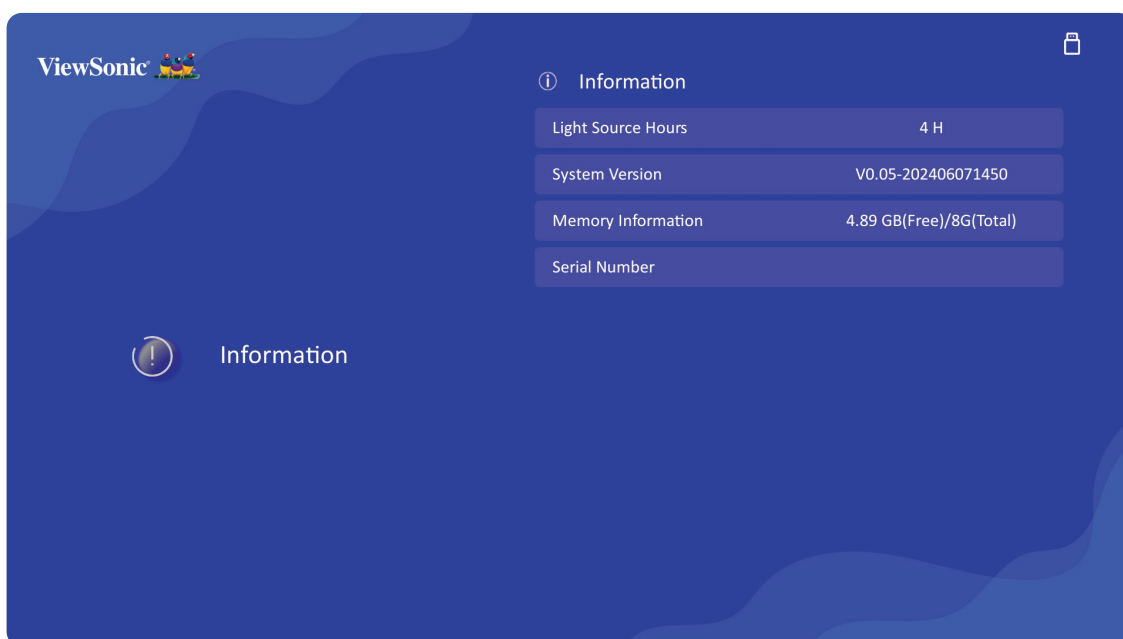 ViewSonic®
Information
Light Source Hours 4 H
System Version V0.05-202406071450
Memory Information 4.89 GB(Free)/8G(Total)
Serial Number
Information